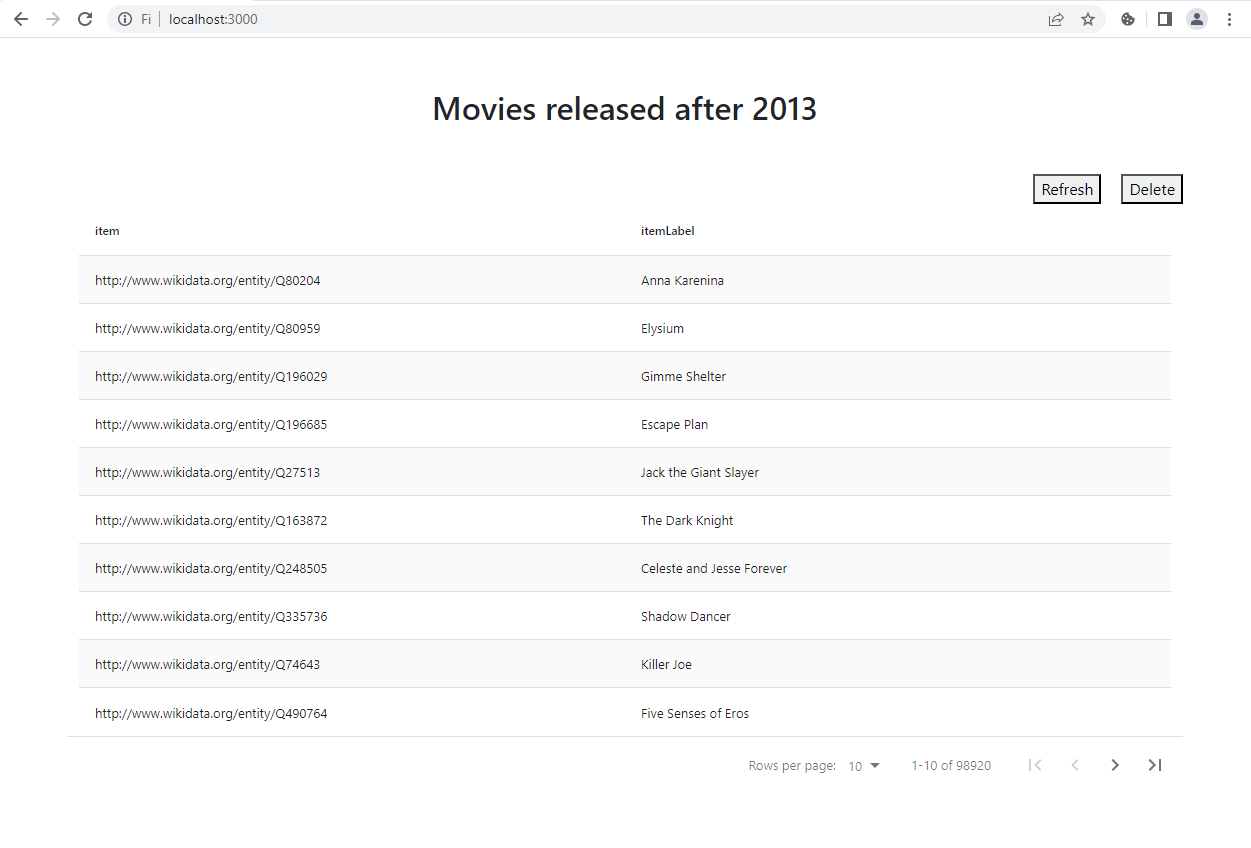 Fi localhost:3000
Movies released after 2013
Refresh Delete
item itemLabel
http://www.wikidata.org/entity/Q80204 Anna Karenina
http://www.wikidata.org/entity/Q80959 Elysium
http://www.wikidata.org/entity/Q196029 Gimme Shelter
http://www.wikidata.org/entity/Q196685 Escape Plan
http://www.wikidata.org/entity/Q27513 Jack the Giant Slayer
http://www.wikidata.org/entity/Q163872 The Dark Knight
http://www.wikidata.org/entity/Q248505 Celeste and Jesse Forever
http://www.wikidata.org/entity/Q335736 Shadow Dancer
http://www.wikidata.org/entity/Q74643 Killer Joe
http://www.wikidata.org/entity/Q490764 Five Senses of Eros
Rows per page: 10 1-10 of 98920